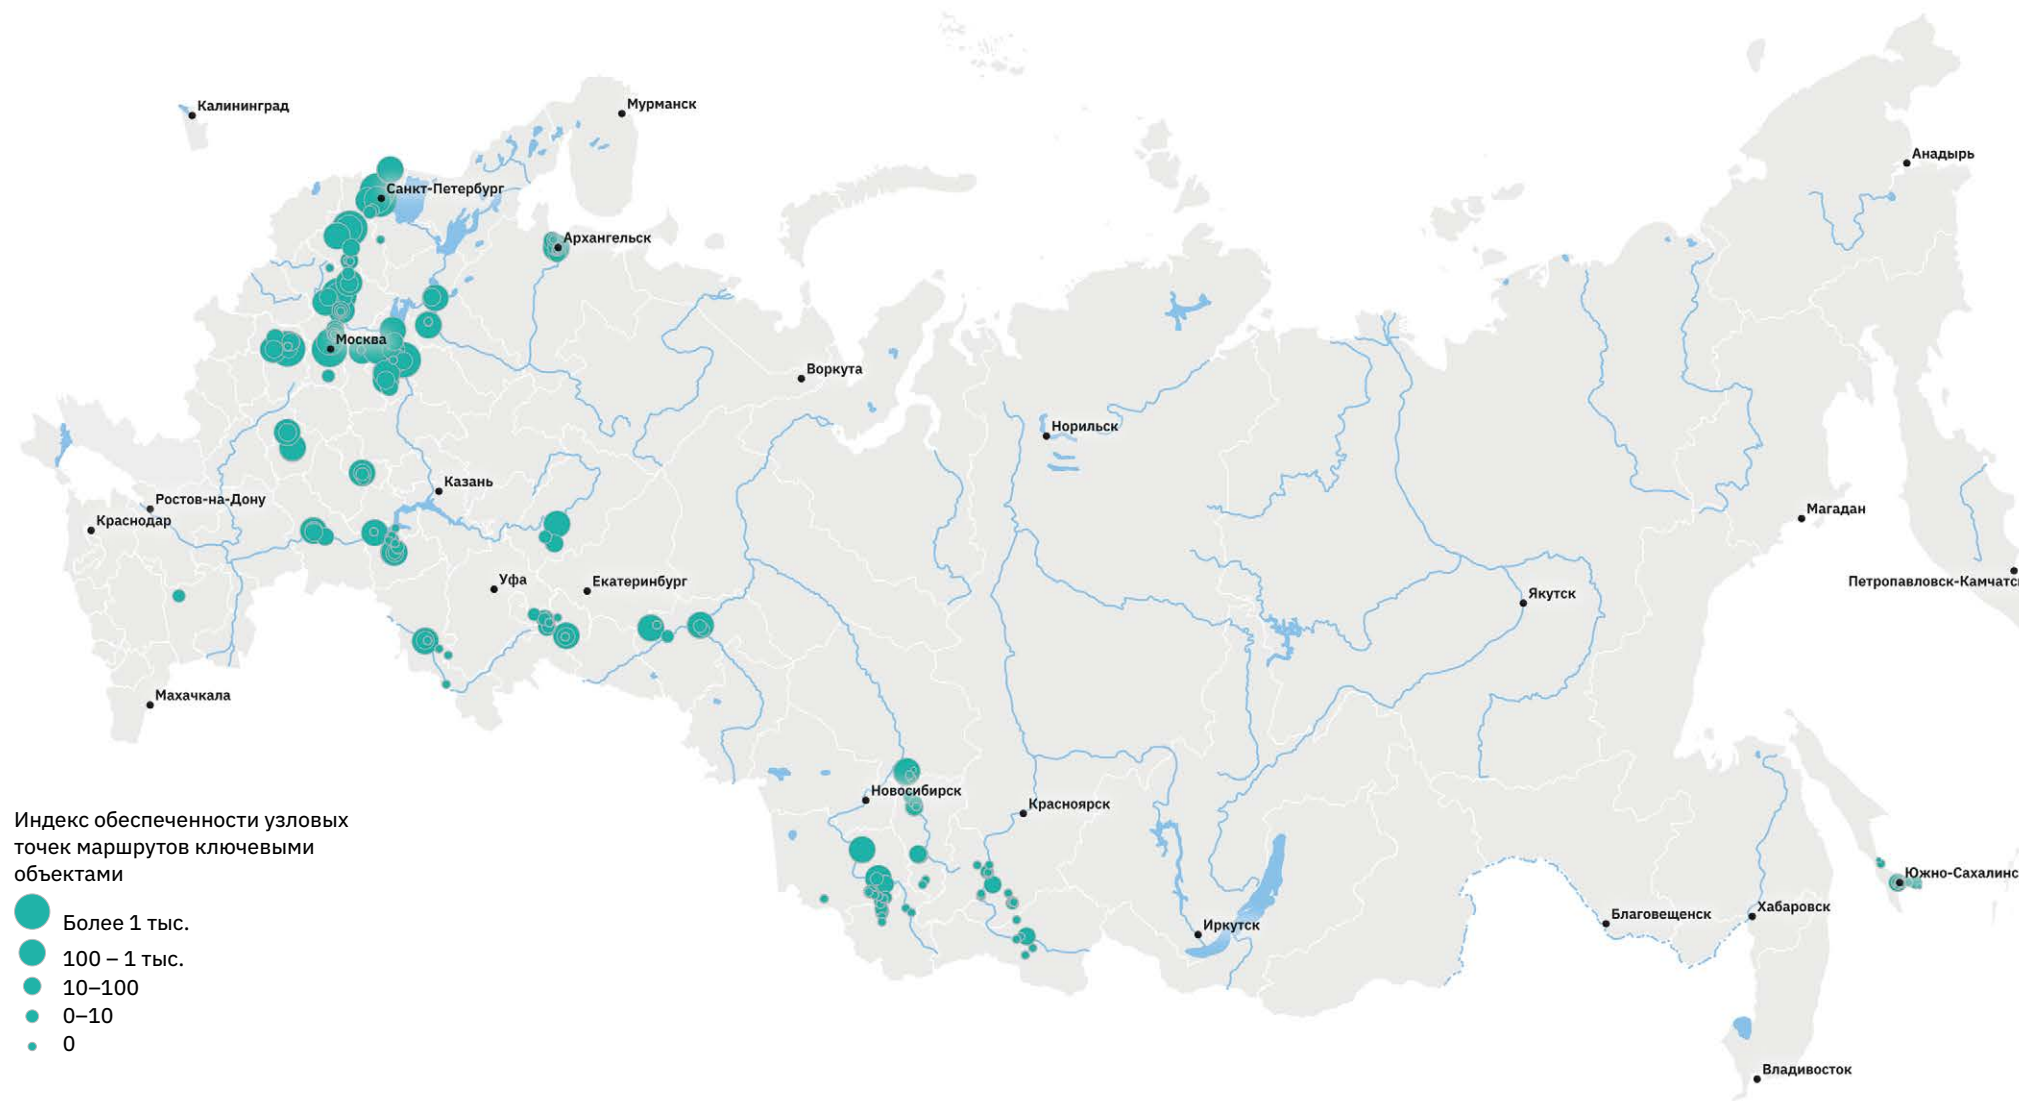 Калининград
Мурманск
Анадырь
Санкт-Петербург
Архангельск
Москва
Воркута
Норильск
Казань
Ростов-на-Дону
Краснодар
Магадан
Уфа
Екатеринбург
Петропавловск-Камчатс
Якутск
Махачкала
Новосибирск
Красноярск
Южно-Сахалинс
Хабаровск
Благовещенск
Иркутск
Владивосток
Индекс обеспеченности узловых
точек маршрутов ключевыми
объектами
Более 1 тыс.
100 – 1 тыс.
10–100
0–10
0